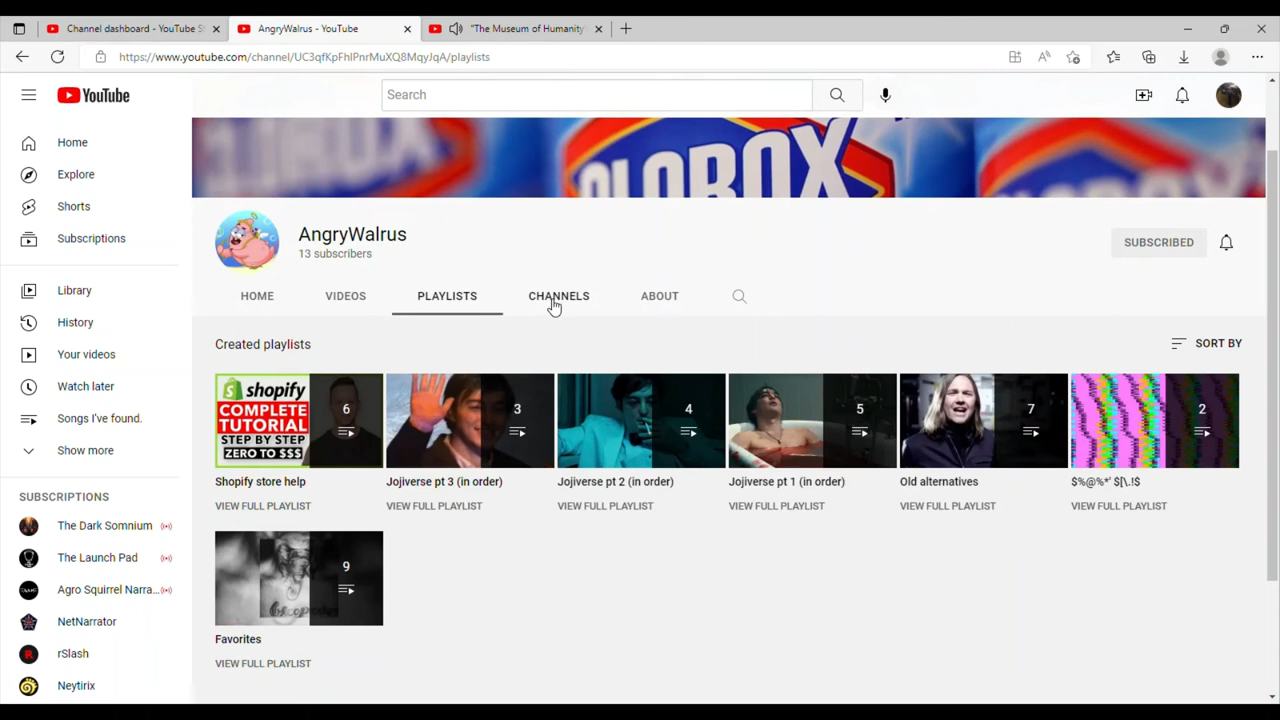 Channel dashboard - YouTube S
AngryWalrus - YouTube
"The Museum of Humanity
https://www.youtube.com/channel/UC3qfKpFhlPnrMuXQ8MqyJqA/playlists
YouTube
Search
Home
Explore
Shorts
Subscriptions
Library
History
Your videos
Watch later
Songs I've found.
Show more
SUBSCRIPTIONS
The Dark Somnium
The Launch Pad
Agro Squirrel Narra...
NetNarrator
rSlash
Neytirix
CLOROX
AngryWalrus
13 subscribers
SUBSCRIBED
HOME VIDEOS PLAYLISTS CHANNELS ABOUT
Created playlists
SORT BY
shopify
COMPLETE
TUTORIAL
STEP BY STEP
ZERO TO $$$
6
3
4
5
7
2
Shopify store help
Jojiverse pt 3 (in order)
Jojiverse pt 2 (in order)
Jojiverse pt 1 (in order)
Old alternatives
$%@%*' $[\.!$
VIEW FULL PLAYLIST
VIEW FULL PLAYLIST
VIEW FULL PLAYLIST
VIEW FULL PLAYLIST
VIEW FULL PLAYLIST
VIEW FULL PLAYLIST
9
Favorites
VIEW FULL PLAYLIST